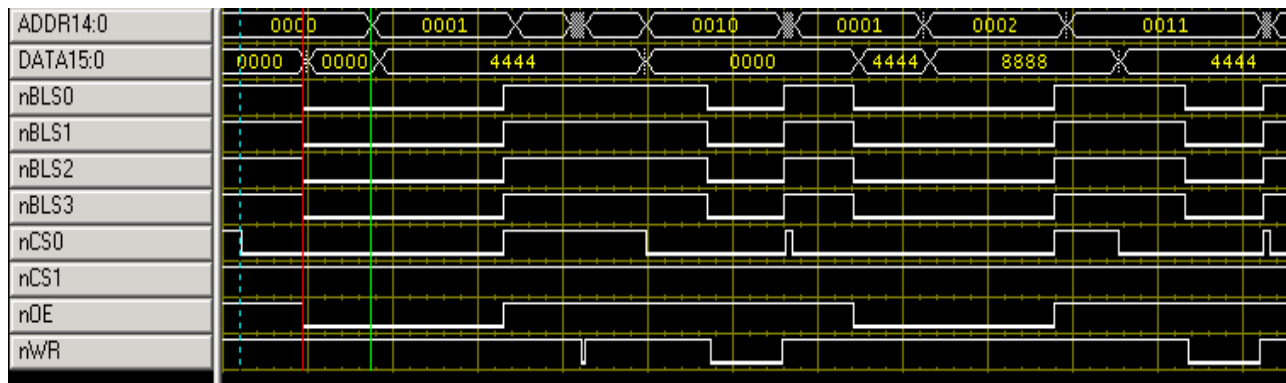 ADDR14:0 0000 0001 0010 0001 0002 0011
DATA15:0 0000 0000 4444 0000 4444 8888 4444
nBLS0
nBLS1
nBLS2
nBLS3
nCS0
nCS1
nOE
nWR